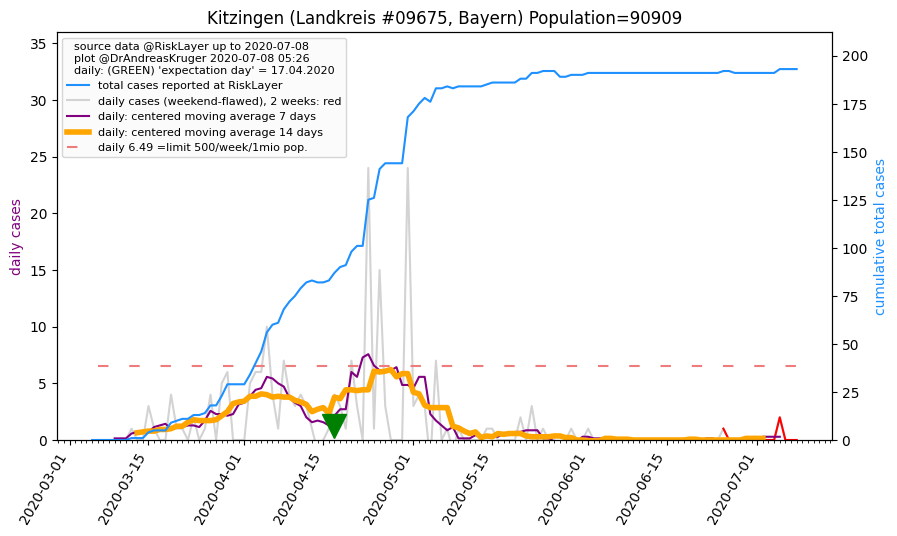 Kitzingen (Landkreis #09675, Bayern) Population=90909
source data @RiskLayer up to 2020-07-08
plot @DrAndreasKruger 2020-07-08 05:26
daily: (GREEN) 'expectation day' = 17.04.2020
total cases reported at RiskLayer
daily cases (weekend-flawed), 2 weeks: red
daily: centered moving average 7 days
daily: centered moving average 14 days
daily 6.49 =limit 500/week/1mio pop.
daily cases
35
30
25
20
15
10
5
0
cumulative total cases
200
175
150
125
100
75
50
25
0
2020-03-01
2020-03-15
2020-04-01
2020-04-15
2020-05-01
2020-05-15
2020-06-01
2020-06-15
2020-07-01